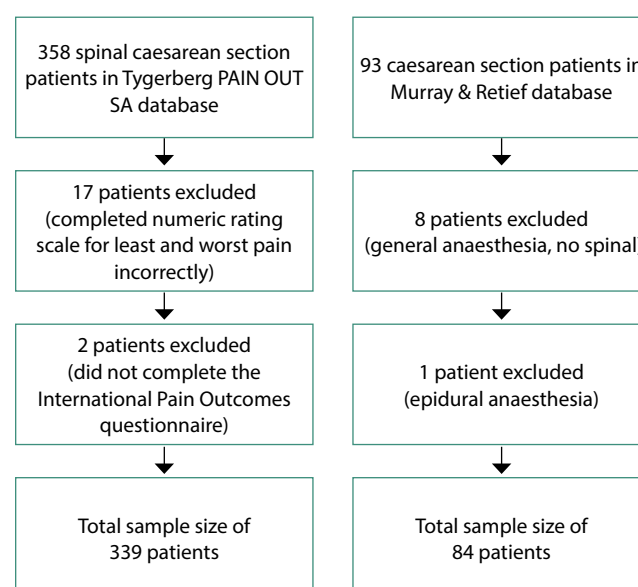 358 spinal caesarean section
patients in Tygerberg PAIN OUT
SA database
17 patients excluded
(completed numeric rating
scale for least and worst pain
incorrectly)
2 patients excluded
(did not complete the
International Pain Outcomes
questionnaire)
Total sample size of
339 patients
93 caesarean section patients in
Murray & Retief database
8 patients excluded
(general anaesthesia, no spinal)
1 patient excluded
(epidural anaesthesia)
Total sample size of
84 patients